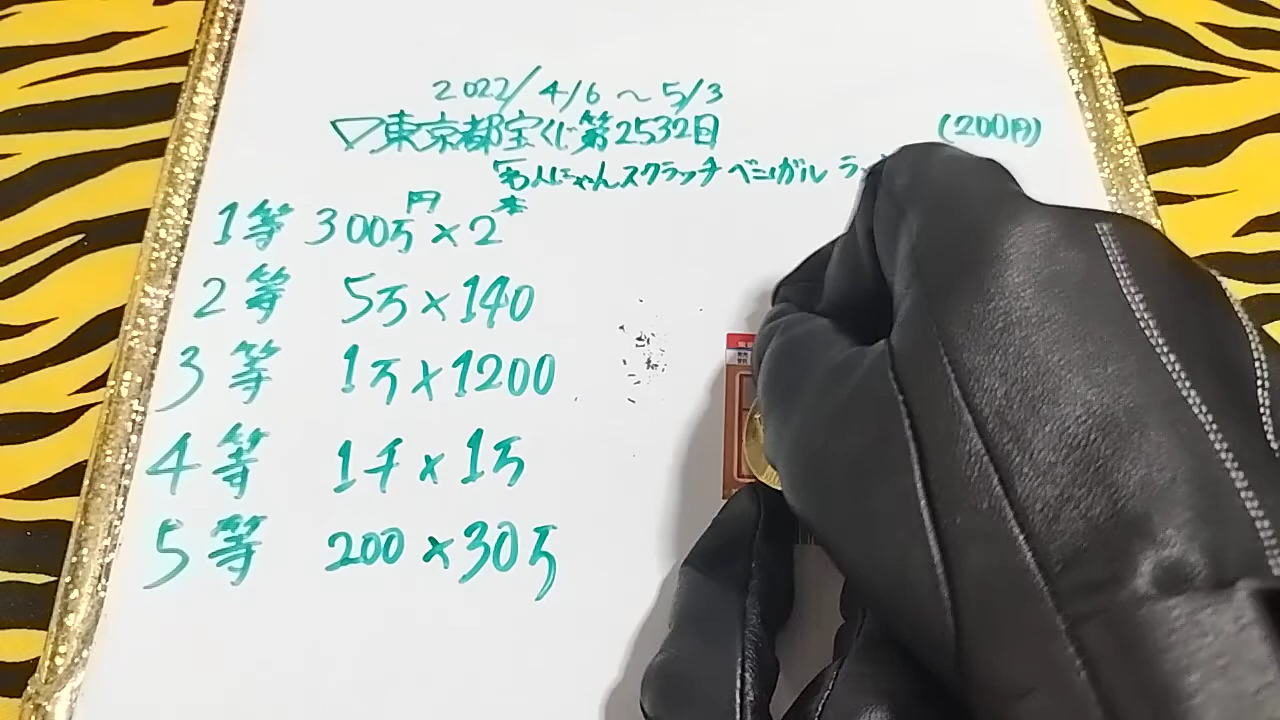 2022/4/6 ～ 5/3
▽東京都宝くじ第2532回
(200円)
「わんにゃんスクラッチ ベンガル ラッ
円 本
1等 300万×2
2等 5万×140
3等 1万×1200
4等 1千×1万
5等 200×30万